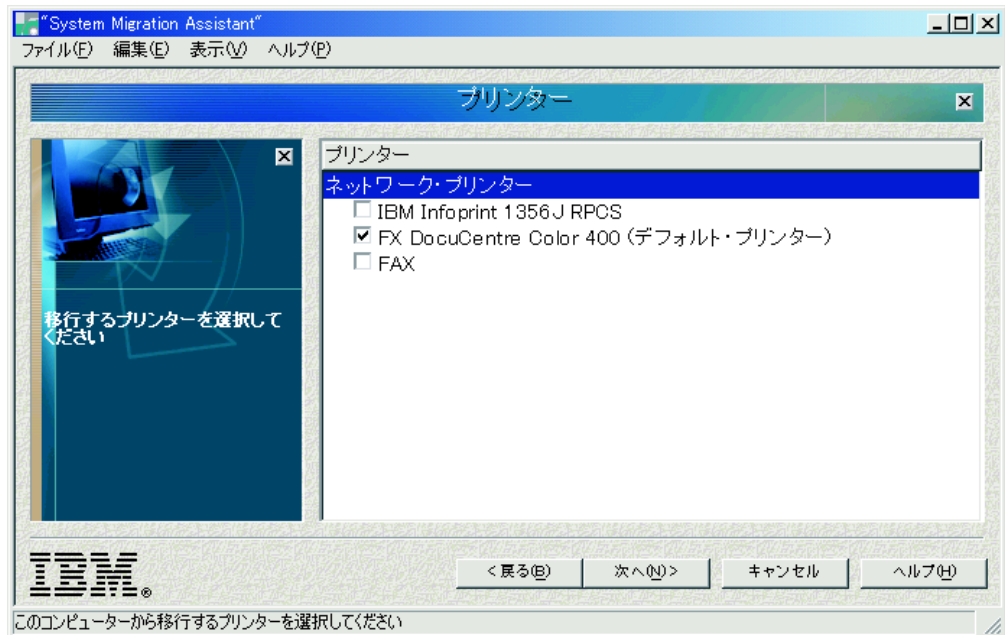 "System Migration Assistant"
ファイル(F) 編集(E) 表示(V) ヘルプ(P)
プリンター
移行するプリンターを選択して
ください
プリンター
ネットワーク・プリンター
IBM Infoprint 1356J RPCS
FX DocuCentre Color 400 (デフォルト・プリンター)
FAX
IBM®
<戻る(B) 次へ(N)> キャンセル ヘルプ(H)
このコンピューターから移行するプリンターを選択してください